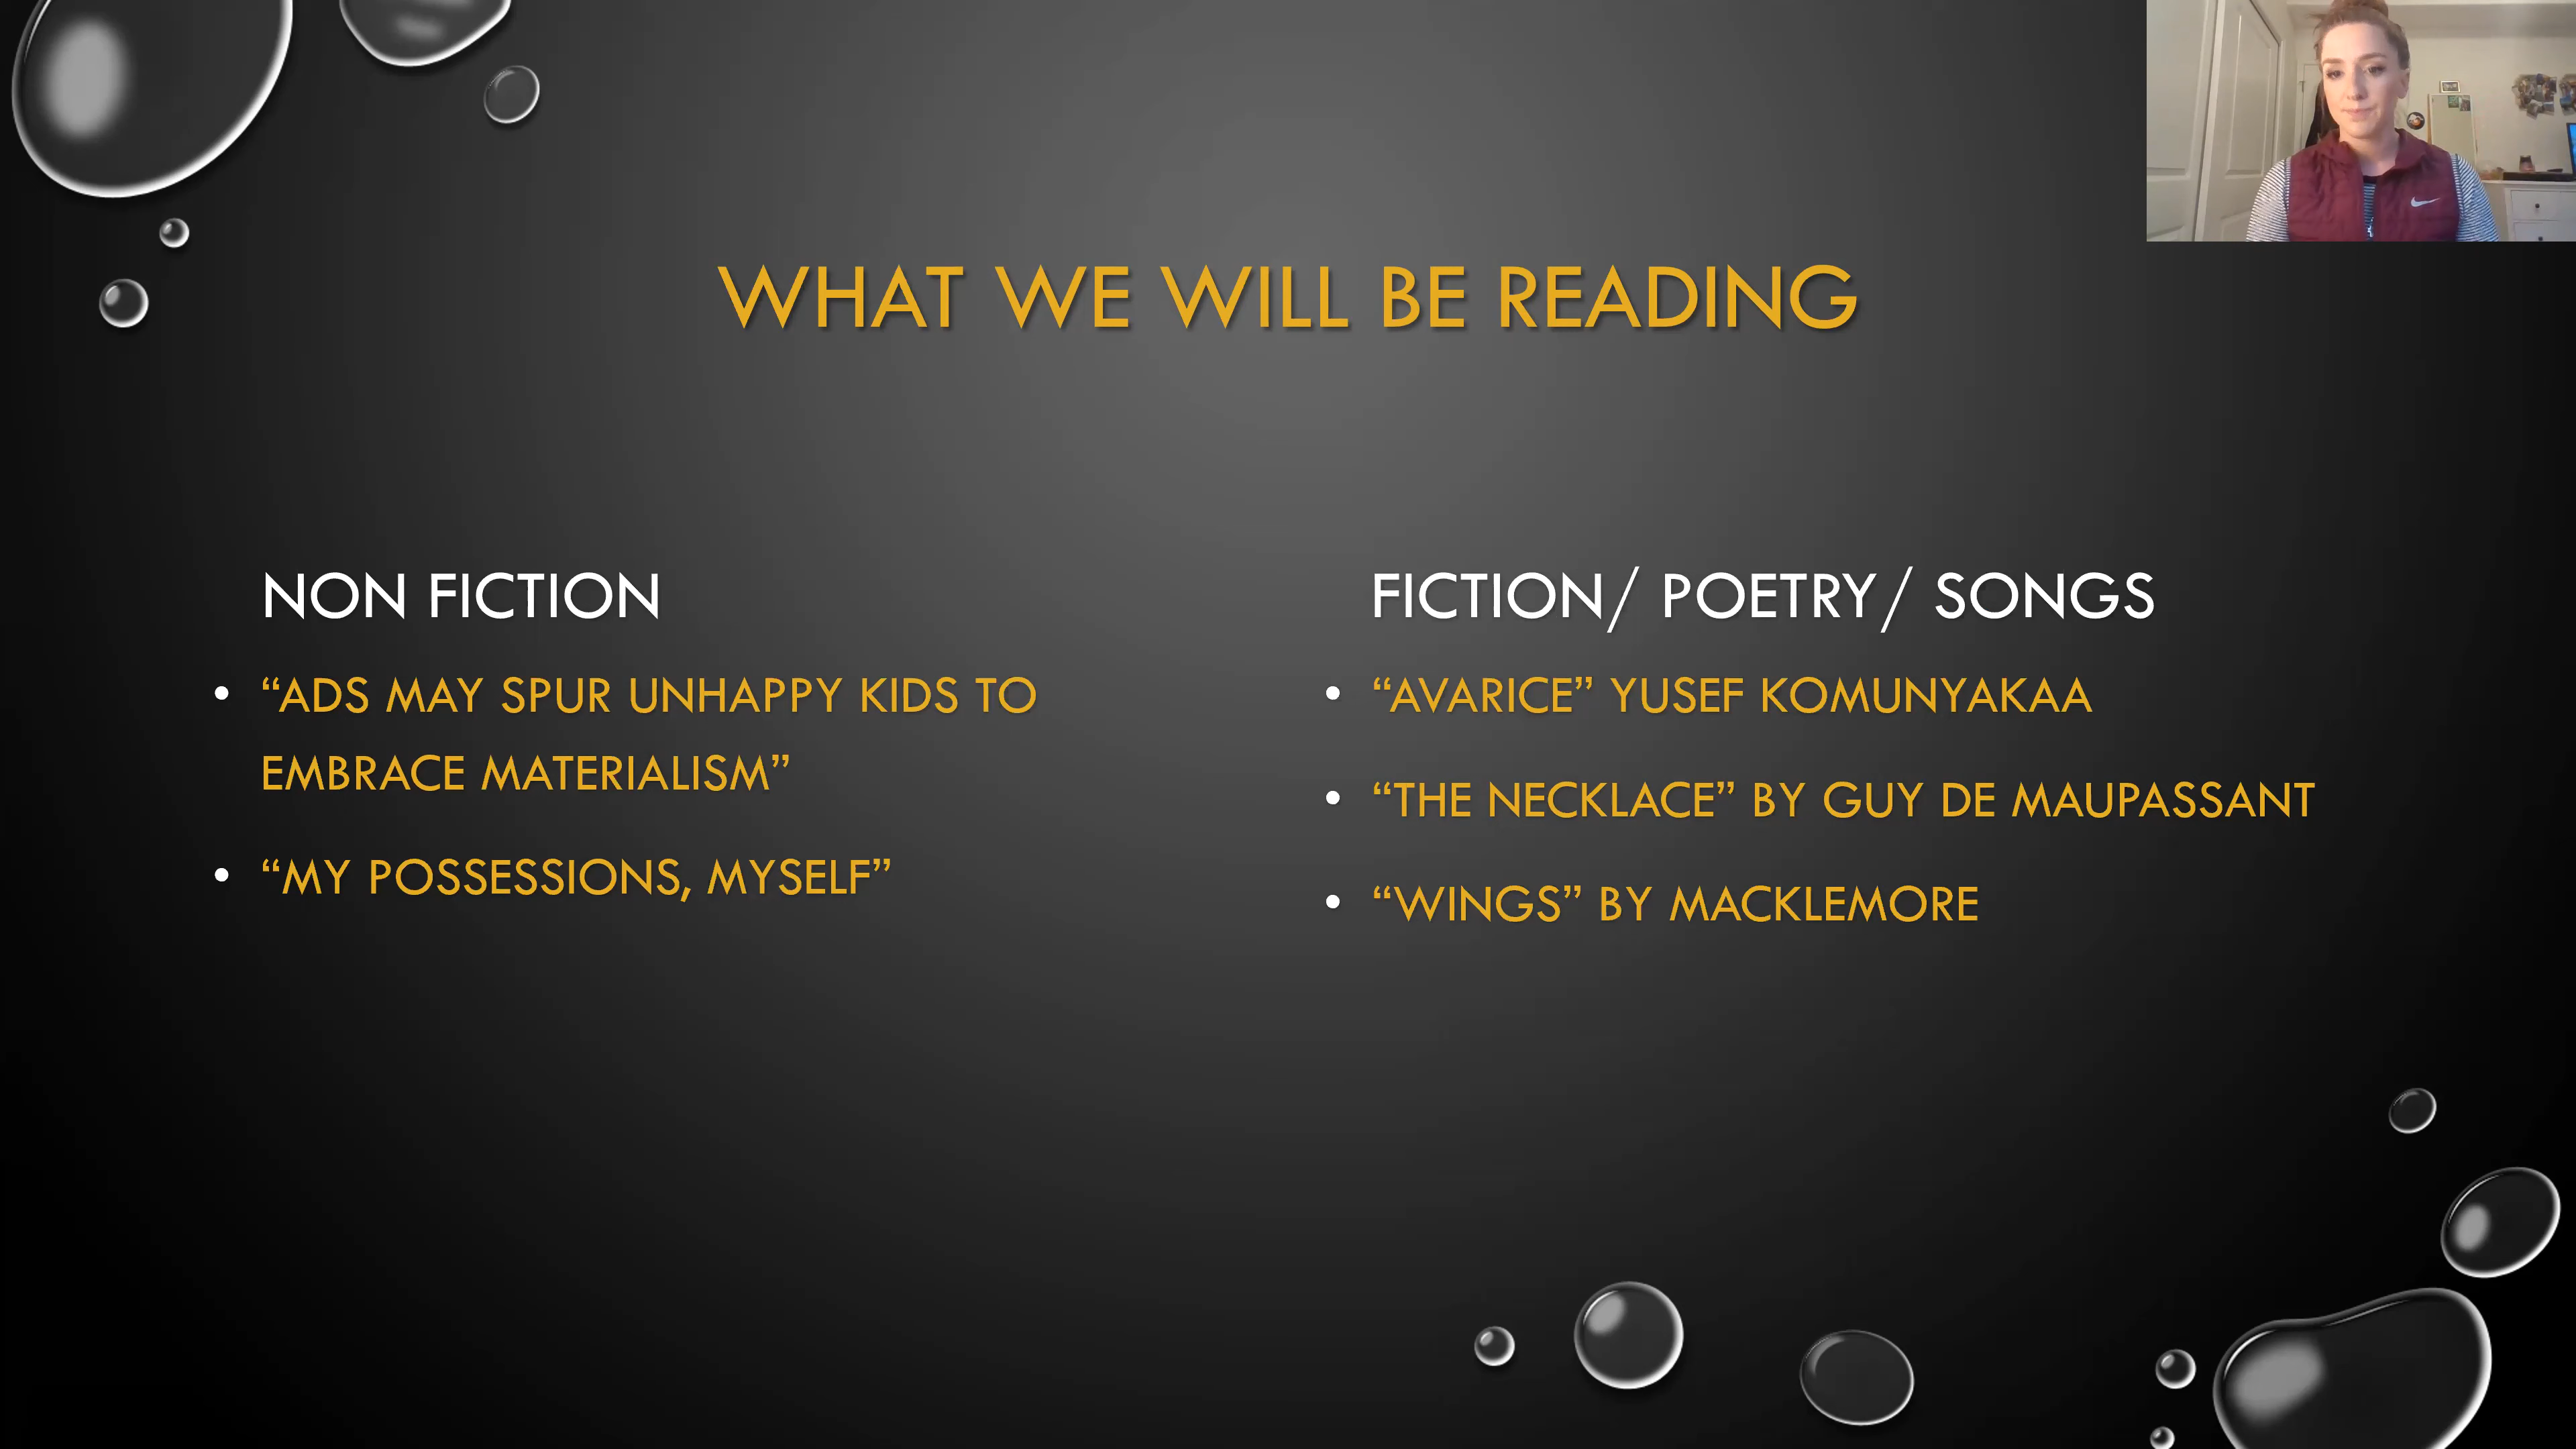 WHAT WE WILL BE READING
NON FICTION
“ADS MAY SPUR UNHAPPY KIDS TO
EMBRACE MATERIALISM”
“MY POSSESSIONS, MYSELF”
FICTION/ POETRY/ SONGS
“AVARICE” YUSEF KOMUNYAKAA
“THE NECKLACE” BY GUY DE MAUPASSANT
“WINGS” BY MACKLEMORE